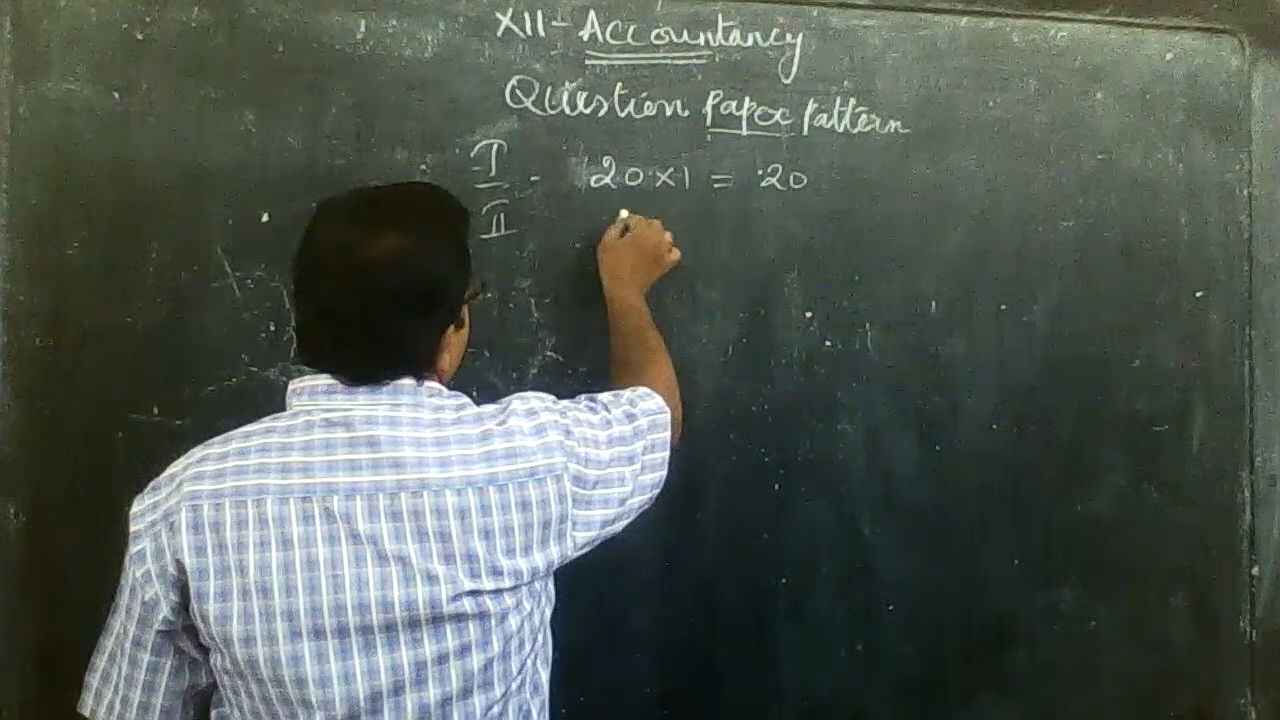 XII - Accountancy
Question Paper Pattern
I - 20 x 1 = 20
II